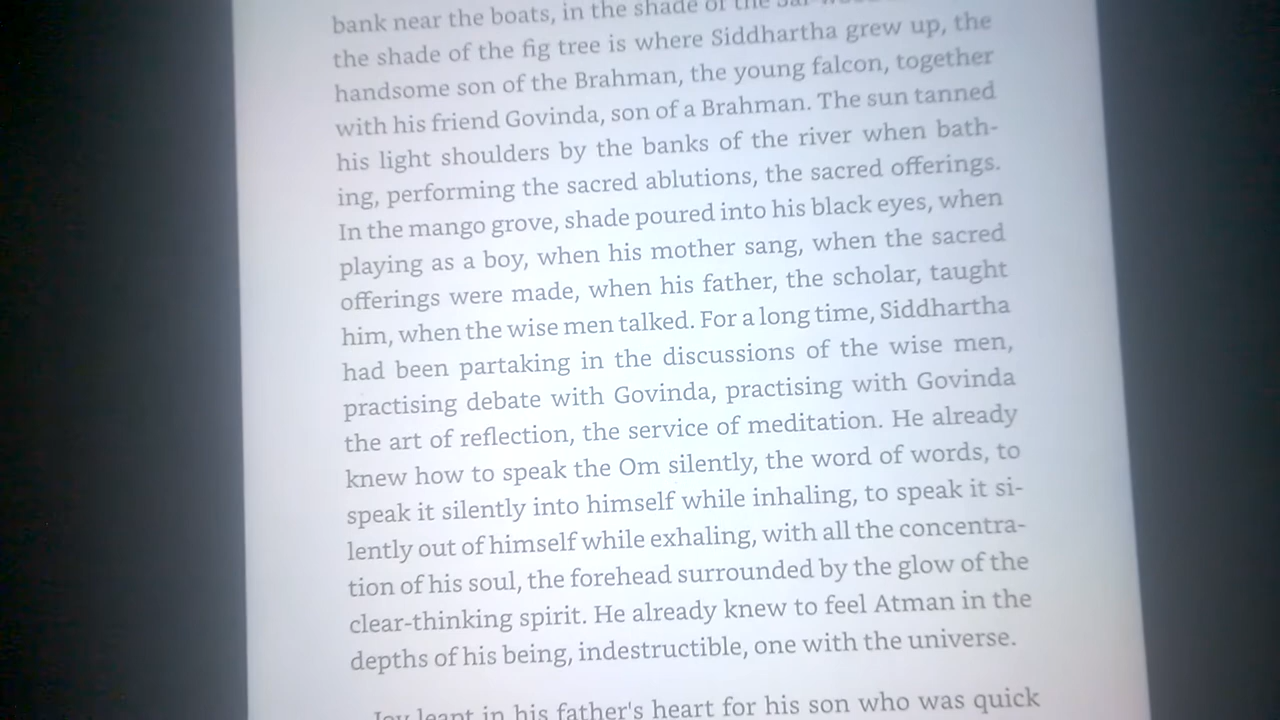 bank near the boats, in the shade of the
the shade of the fig tree is where Siddhartha grew up, the
handsome son of the Brahman, the young falcon, together
with his friend Govinda, son of a Brahman. The sun tanned
his light shoulders by the banks of the river when bath-
ing, performing the sacred ablutions, the sacred offerings.
In the mango grove, shade poured into his black eyes, when
playing as a boy, when his mother sang, when the sacred
offerings were made, when his father, the scholar, taught
him, when the wise men talked. For a long time, Siddhartha
had been partaking in the discussions of the wise men,
practising debate with Govinda, practising with Govinda
the art of reflection, the service of meditation. He already
knew how to speak the Om silently, the word of words, to
speak it silently into himself while inhaling, to speak it si-
lently out of himself while exhaling, with all the concentra-
tion of his soul, the forehead surrounded by the glow of the
clear-thinking spirit. He already knew to feel Atman in the
depths of his being, indestructible, one with the universe.
Joy leapt in his father's heart for his son who was quick